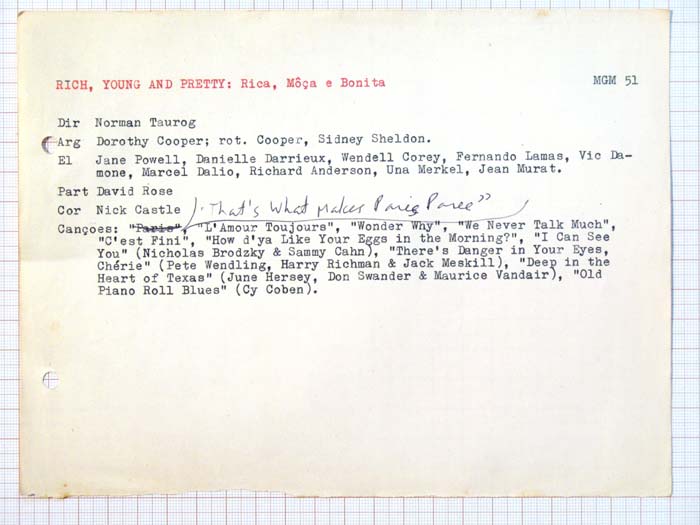 RICH, YOUNG AND PRETTY: Rica, Môça e Bonita MGM 51
Dir Norman Taurog
Arg Dorothy Cooper; rot. Cooper, Sidney Sheldon.
El Jane Powell, Danielle Darrieux, Wendell Corey, Fernando Lamas, Vic Da-
mone, Marcel Dalio, Richard Anderson, Una Merkel, Jean Murat.
Part David Rose
Cor Nick Castle
"That's What Makes Paris Paree"
Cançoes: "Paris", "L'Amour Toujours", "Wonder Why", "We Never Talk Much",
"C'est Fini", "How d'ya Like Your Eggs in the Morning?", "I Can See
You" (Nicholas Brodzky & Sammy Cahn), "There's Danger in Your Eyes,
Chérie" (Pete Wendling, Harry Richman & Jack Meskill), "Deep in the
Heart of Texas" (June Hersey, Don Swander & Maurice Vandair), "Old
Piano Roll Blues" (Cy Coben).